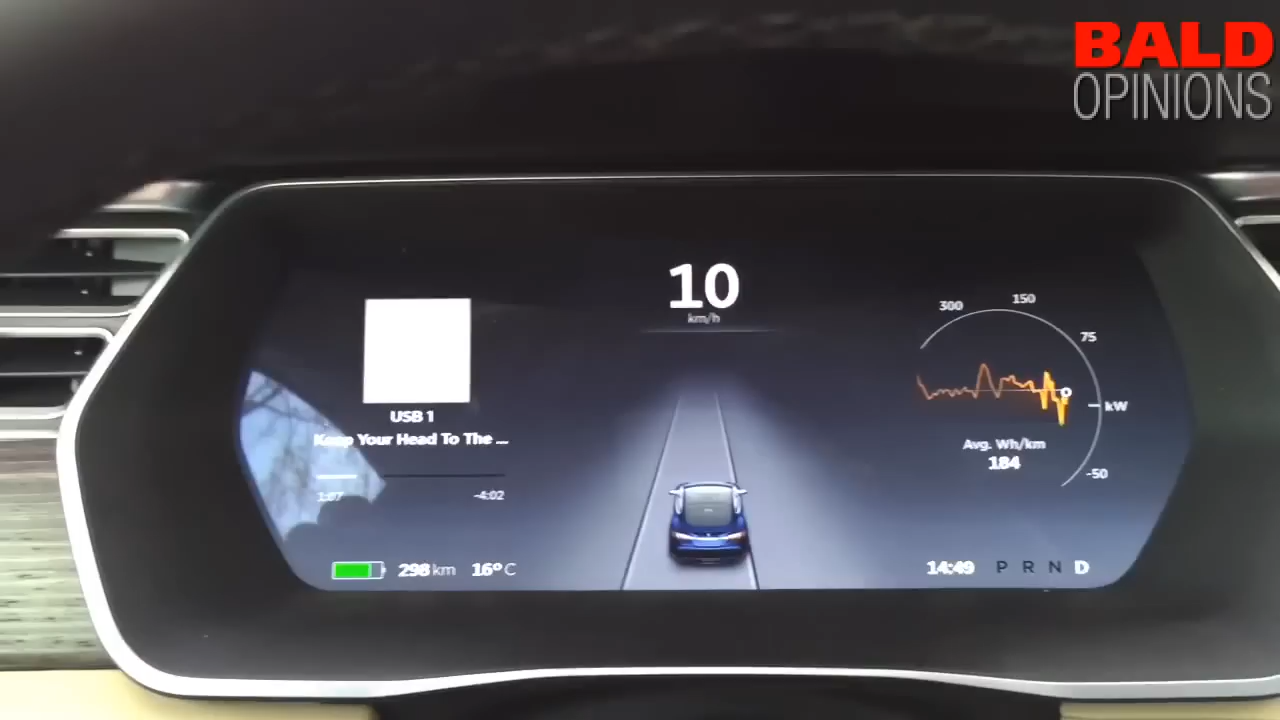 BALD
OPINIONS
10
km/h
USB 1
Keep Your Head To The ...
1:07
-4:02
298 km 16°C
300
150
75
kW
-50
Avg. Wh/km
184
14:49 P R N D